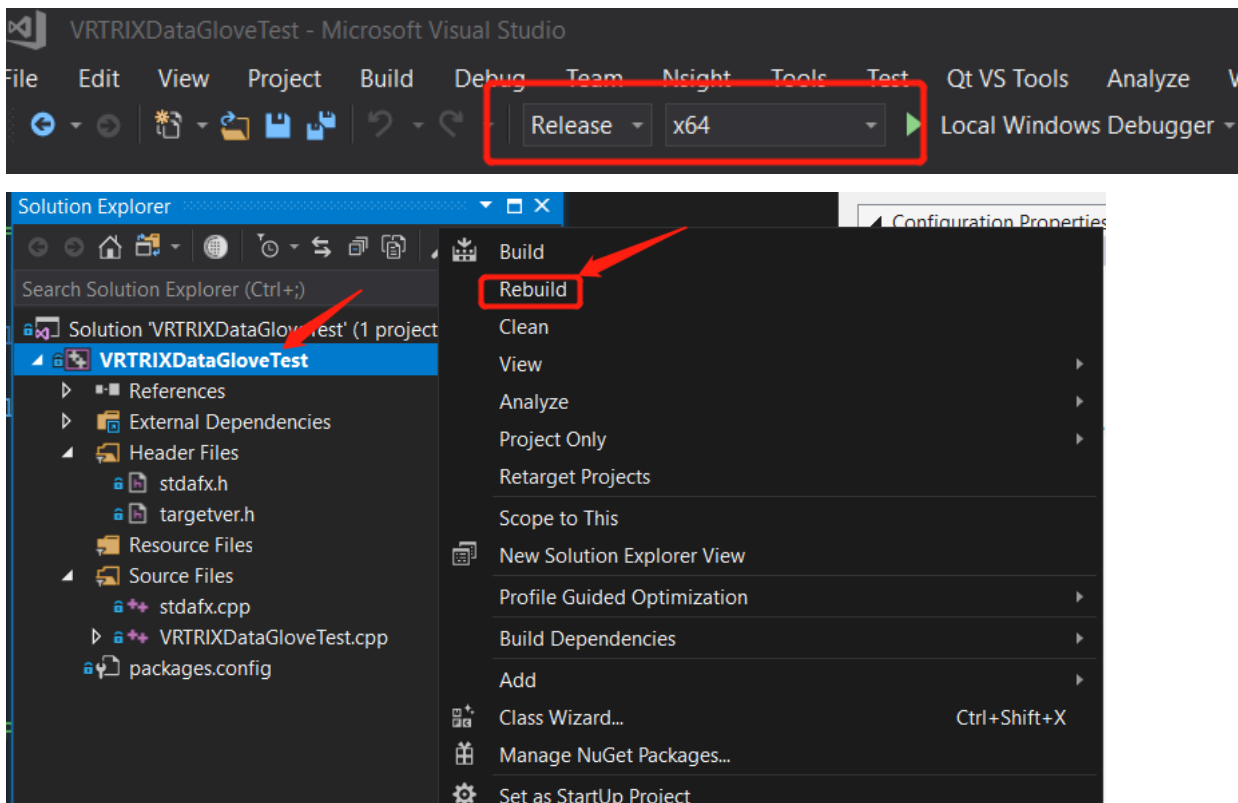 VRTRIXDataGloveTest - Microsoft Visual Studio
File Edit View Project Build Debug Team Nsight Tools Test Qt VS Tools Analyze
Release x64 Local Windows Debugger
Solution Explorer
Configuration Properties
Search Solution Explorer (Ctrl+;)
Solution 'VRTRIXDataGloveTest' (1 project
VRTRIXDataGloveTest
References
External Dependencies
Header Files
stdafx.h
targetver.h
Resource Files
Source Files
stdafx.cpp
VRTRIXDataGloveTest.cpp
packages.config
Build
Rebuild
Clean
View
Analyze
Project Only
Retarget Projects
Scope to This
New Solution Explorer View
Profile Guided Optimization
Build Dependencies
Add
Class Wizard... Ctrl+Shift+X
Manage NuGet Packages...
Set as StartUp Project